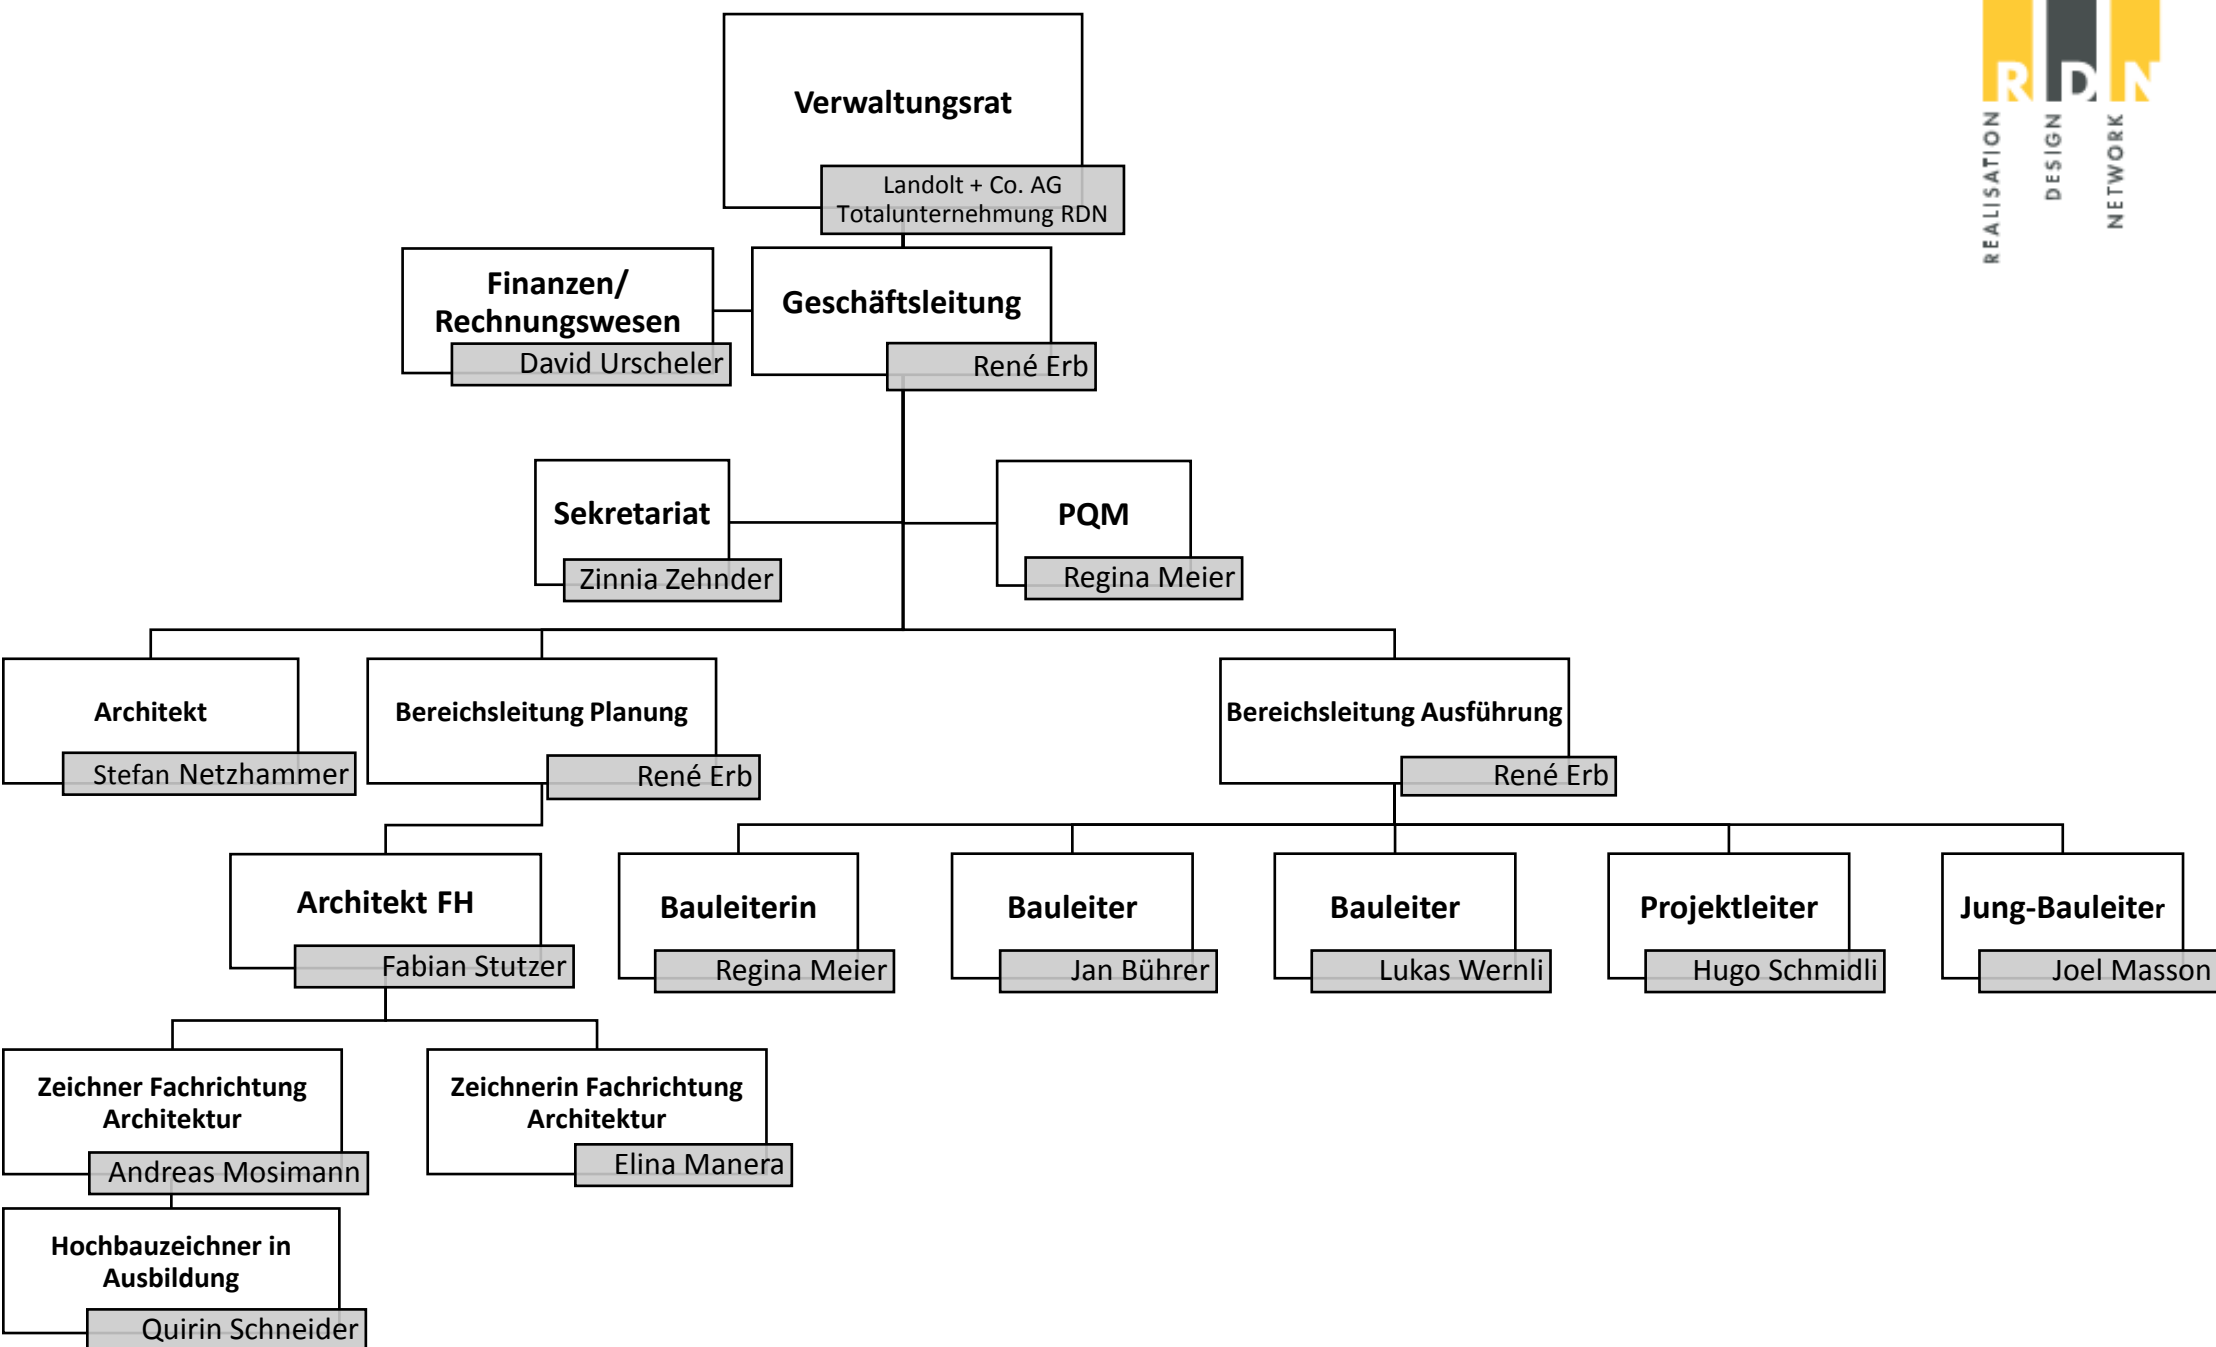 R D N
REALISATION
DESIGN
NETWORK
Verwaltungsrat
Landolt + Co. AG
Totalunternehmung RDN
Finanzen/
Rechnungswesen
David Urscheler
Geschäftsleitung
René Erb
Sekretariat
Zinnia Zehnder
PQM
Regina Meier
Architekt
Stefan Netzhammer
Bereichsleitung Planung
René Erb
Bereichsleitung Ausführung
René Erb
Architekt FH
Fabian Stutzer
Bauleiterin
Regina Meier
Bauleiter
Jan Bührer
Bauleiter
Lukas Wernli
Projektleiter
Hugo Schmidli
Jung-Bauleiter
Joel Masson
Zeichner Fachrichtung
Architektur
Andreas Mosimann
Zeichnerin Fachrichtung
Architektur
Elina Manera
Hochbauzeichner in
Ausbildung
Quirin Schneider